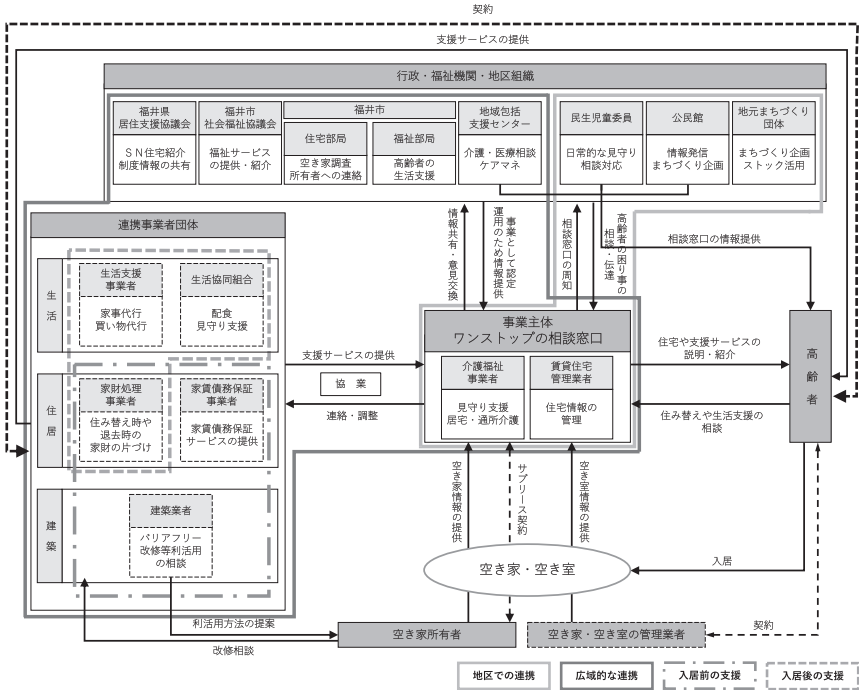 契約
支援サービスの提供
行政・福祉機関・地区組織
福井県
居住支援協議会
ＳＮ住宅紹介
制度情報の共有
福井市
社会福祉協議会
福祉サービス
の提供・紹介
福井市
住宅部局
空き家調査
所有者への連絡
福祉部局
高齢者の
生活支援
地域包括
支援センター
介護・医療相談
ケアマネ
民生児童委員
日常的な見守り
相談対応
公民館
情報発信
まちづくり企画
地元まちづくり
団体
まちづくり企画
ストック活用
情報共有・意見交換
事業として認定
運用のため情報提供
相談窓口の周知
高齢者の困り事の
相談・伝達
相談窓口の情報提供
連携事業者団体
生活
生活支援
事業者
家事代行
買い物代行
生活協同組合
配食
見守り支援
住居
家財処理
事業者
住み替え時や
退去時の
家財の片づけ
家賃債務保証
事業者
家賃債務保証
サービスの提供
建築
建築業者
バリアフリー
改修等利活用
の相談
支援サービスの提供
協業
連絡・調整
事業主体
ワンストップの相談窓口
介護福祉
事業者
見守り支援
居宅・通所介護
賃貸住宅
管理業者
住宅情報の
管理
住宅や支援サービスの
説明・紹介
住み替えや生活支援の
相談
高齢者
空き家情報の提供
サブリース契約
空き室情報の提供
空き家・空き室
入居
利活用方法の提案
改修相談
空き家所有者
空き家・空き室の管理業者
契約
地区での連携
広域的な連携
入居前の支援
入居後の支援